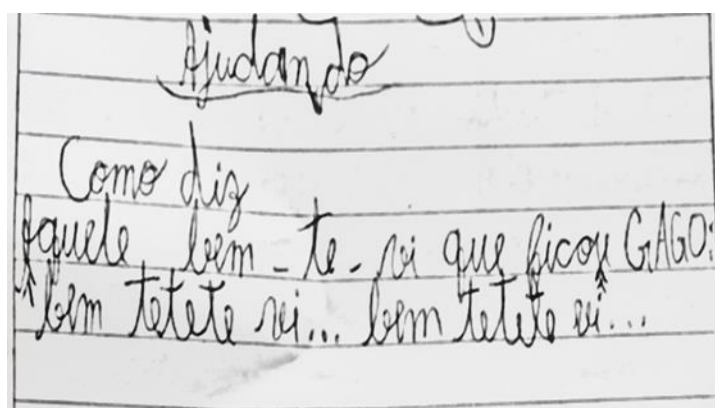 Ajudando
Como diz
aquele bem-te-vi que ficou GAGO:
bem tetete vi... bem tetete vi...